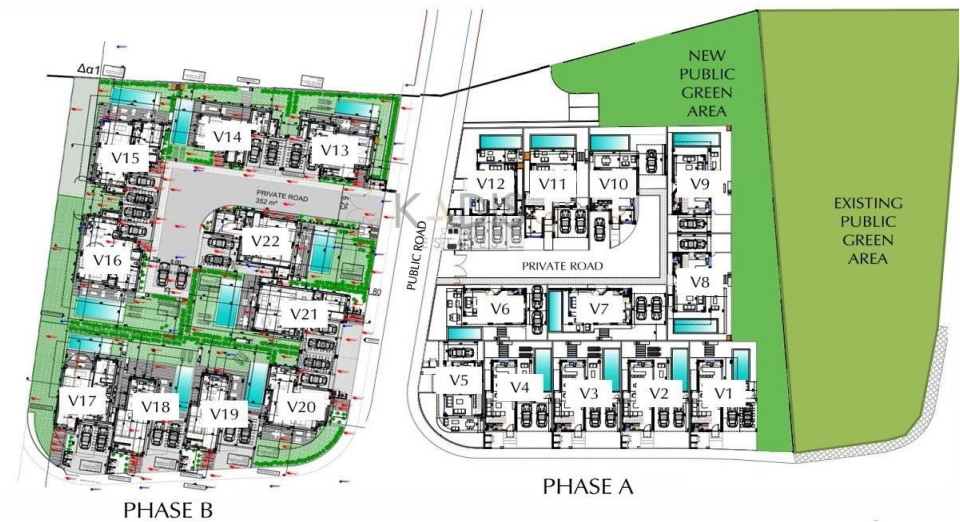 Δα1
NEW
PUBLIC
GREEN
AREA
EXISTING
PUBLIC
GREEN
AREA
V14
V13
V15
PRIVATE ROAD
352 m²
V22
V16
V21
V17
V18
V19
V20
PUBLIC ROAD
V12
V11
V10
V9
PRIVATE ROAD
V8
V6
V7
V5
V4
V3
V2
V1
PHASE A
PHASE B